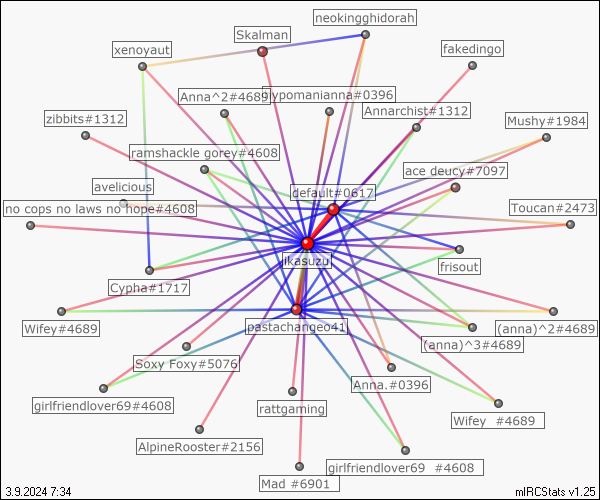 neokingghidorah
Skalman
xenoyaut
fakedingo
Anna^2#4689
lypomanianna#0396
Annarchist#1312
zibbits#1312
Mushy#1984
ramshackle gorey#4608
ace deucy#7097
avelicious
default#0617
no cops no laws no hope#4608
Toucan#2473
jikasuzu
frisout
Cypha#1717
Wifey#4689
pastachangeo41
(anna)^2#4689
(anna)^3#4689
Soxy Foxy#5076
Anna.#0396
girlfriendlover69#4608
rattgaming
Wifey #4689
AlpineRooster#2156
girlfriendlover69 #4608
Mad #6901
3.9.2024 7:34
mIRCStats v1.25